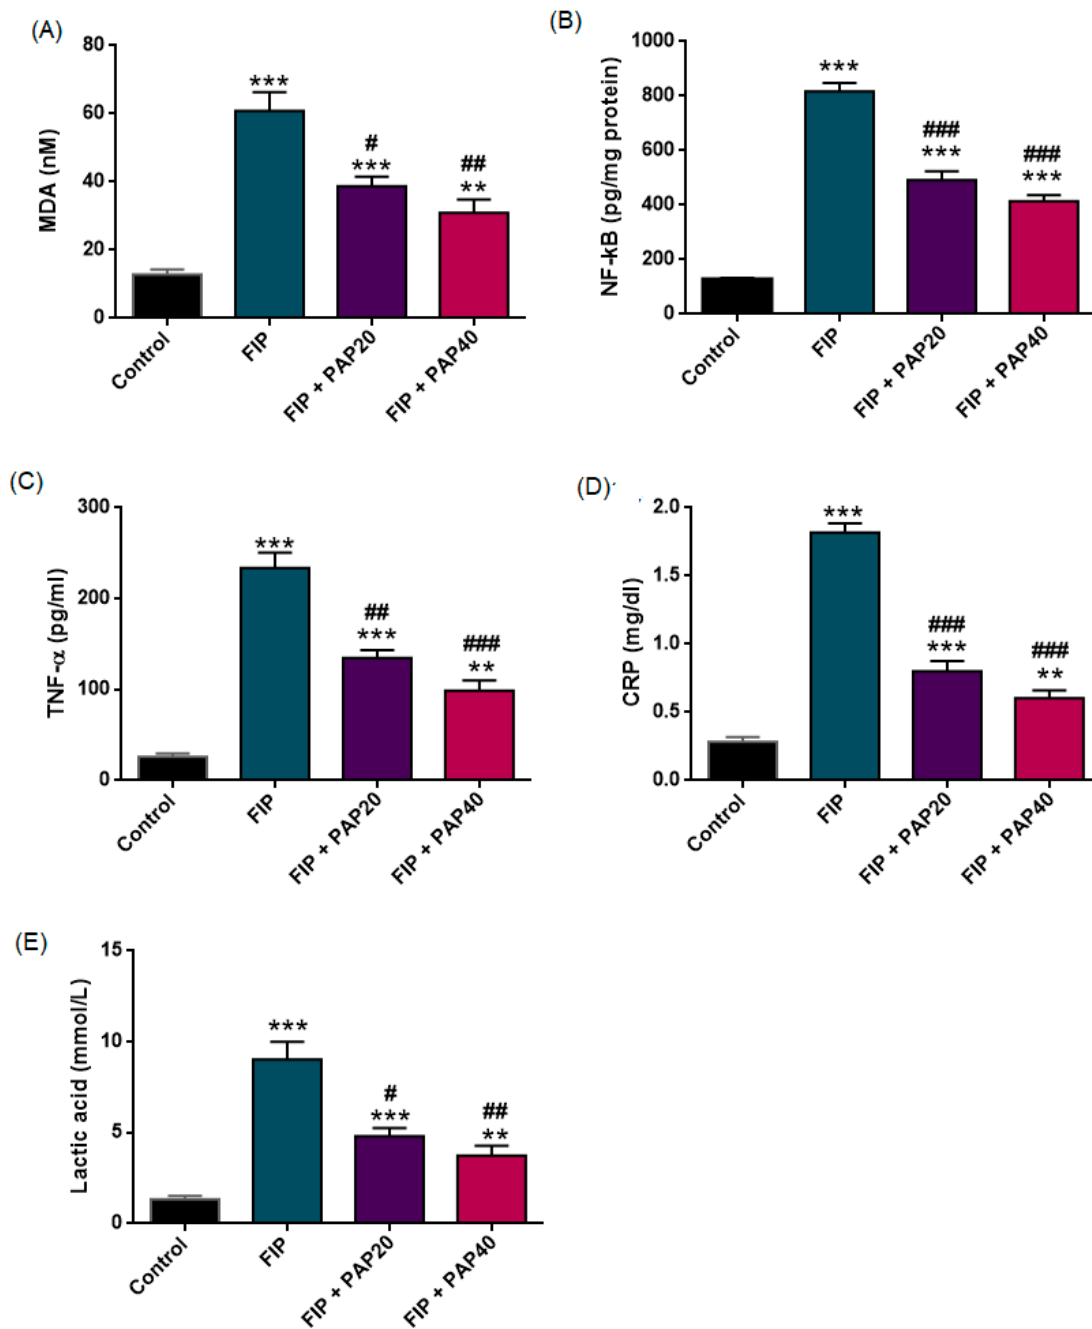 (A)
80
60
40
20
0
MDA (nM)
***
#
***
##
**
Control
FIP
FIP + PAP20
FIP + PAP40
(B)
1000
800
600
400
200
0
NF-kB (pg/mg protein)
***
###
***
###
***
Control
FIP
FIP + PAP20
FIP + PAP40
(C)
300
200
100
0
TNF-α (pg/ml)
***
##
***
###
**
Control
FIP
FIP + PAP20
FIP + PAP40
(D)
2.0
1.5
1.0
0.5
0.0
CRP (mg/dl)
***
###
***
###
**
Control
FIP
FIP + PAP20
FIP + PAP40
(E)
15
10
5
0
Lactic acid (mmol/L)
***
#
***
##
**
Control
FIP
FIP + PAP20
FIP + PAP40